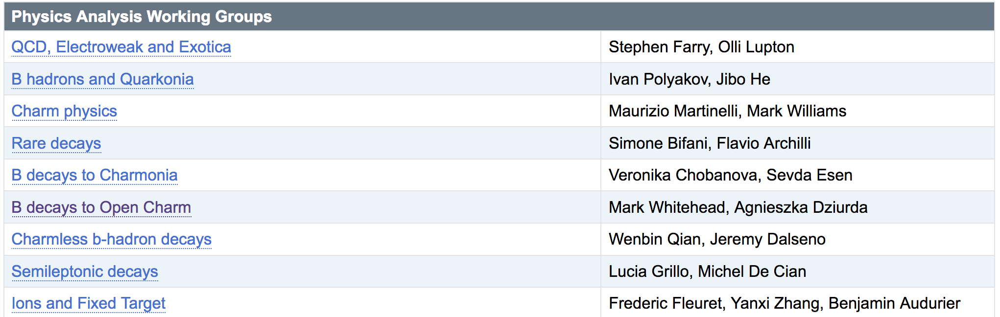 Physics Analysis Working Groups
QCD, Electroweak and Exotica Stephen Farry, Olli Lupton
B hadrons and Quarkonia Ivan Polyakov, Jibo He
Charm physics Maurizio Martinelli, Mark Williams
Rare decays Simone Bifani, Flavio Archilli
B decays to Charmonia Veronika Chobanova, Sevda Esen
B decays to Open Charm Mark Whitehead, Agnieszka Dziurda
Charmless b-hadron decays Wenbin Qian, Jeremy Dalseno
Semileptonic decays Lucia Grillo, Michel De Cian
Ions and Fixed Target Frederic Fleuret, Yanxi Zhang, Benjamin Audurier